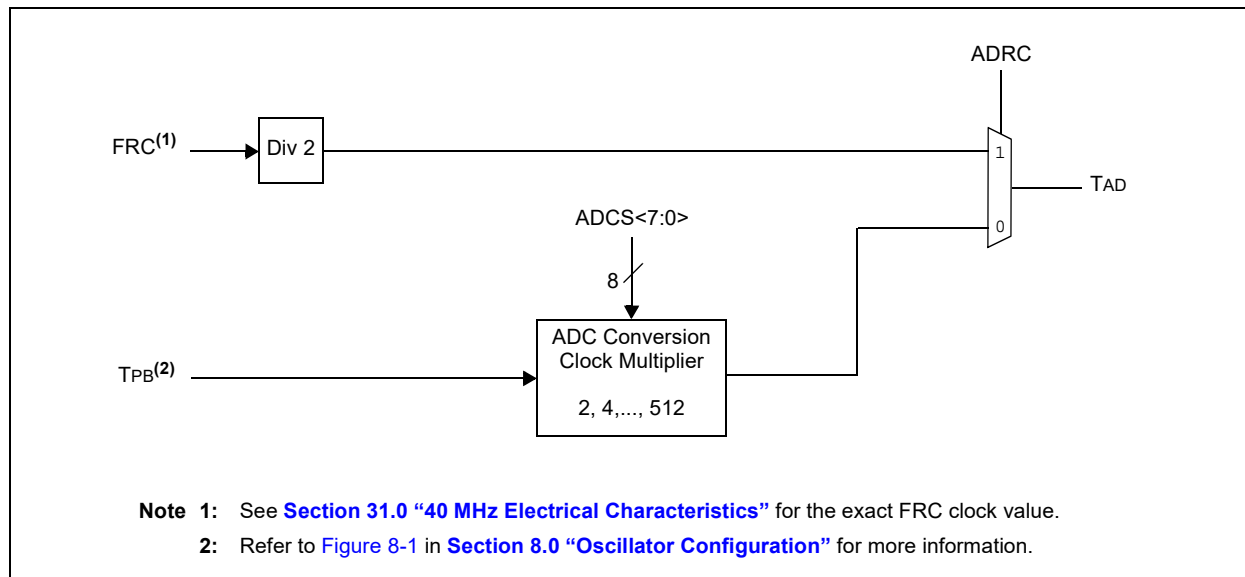 ADRC
FRC(1)
Div 2
1
TAD
ADCS<7:0>
0
8
ADC Conversion
Clock Multiplier
TPB(2)
2, 4,..., 512
Note 1: See Section 31.0 “40 MHz Electrical Characteristics” for the exact FRC clock value.
2: Refer to Figure 8-1 in Section 8.0 “Oscillator Configuration” for more information.